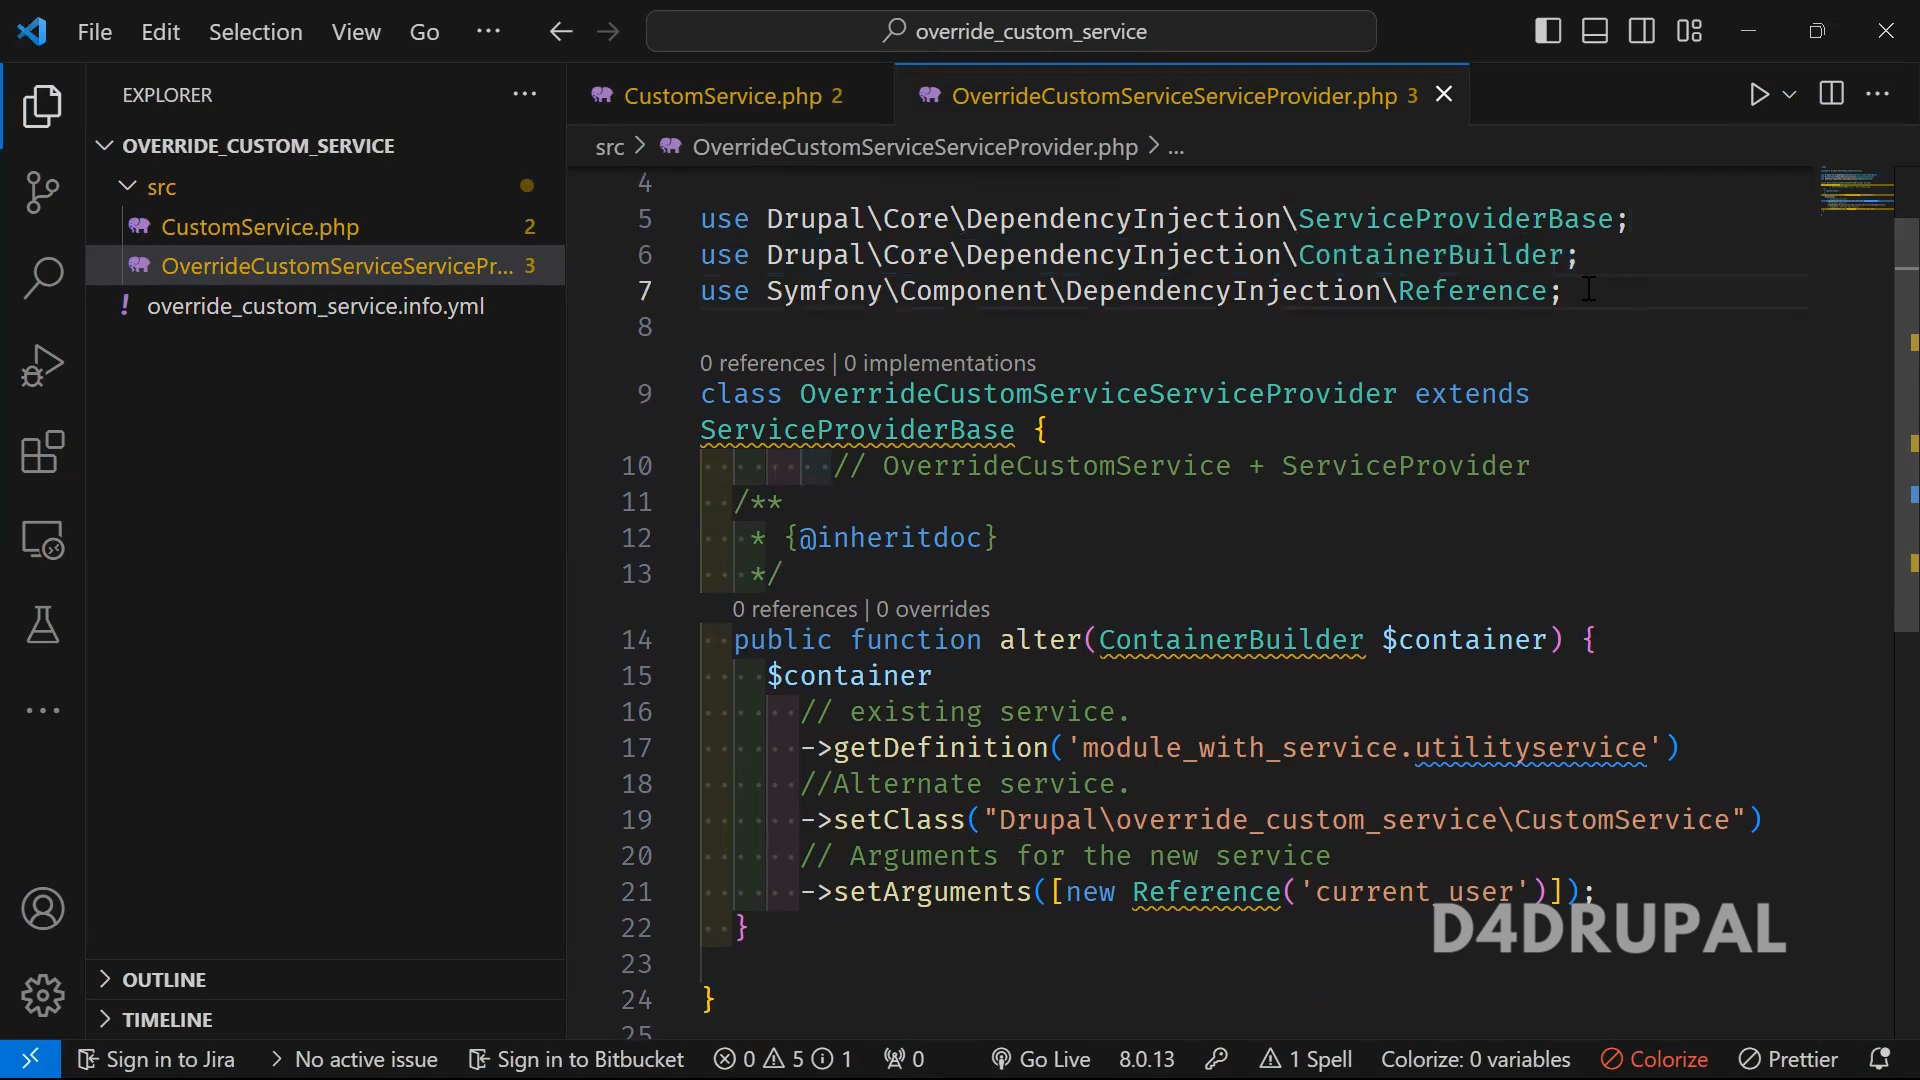 File Edit Selection View Go ··· override_custom_service
EXPLORER ···
CustomService.php 2 OverrideCustomServiceServiceProvider.php 3
src > OverrideCustomServiceServiceProvider.php > ...
OVERRIDE_CUSTOM_SERVICE
src
CustomService.php 2
OverrideCustomServiceServicePr... 3
! override_custom_service.info.yml
OUTLINE
TIMELINE
4
5 use Drupal\Core\DependencyInjection\ServiceProviderBase;
6 use Drupal\Core\DependencyInjection\ContainerBuilder;
7 use Symfony\Component\DependencyInjection\Reference;
8
0 references | 0 implementations
9 class OverrideCustomServiceServiceProvider extends
ServiceProviderBase {
10 // OverrideCustomService + ServiceProvider
11 /**
12 * {@inheritdoc}
13 */
0 references | 0 overrides
14 public function alter(ContainerBuilder $container) {
15 $container
16 // existing service.
17 ->getDefinition('module_with_service.utilityservice')
18 //Alternate service.
19 ->setClass("Drupal\override_custom_service\CustomService")
20 // Arguments for the new service
21 ->setArguments([new Reference('current_user')]);
22 }
23
24 }
25
D4DRUPAL
Sign in to Jira > No active issue Sign in to Bitbucket 0 5 1 0 Go Live 8.0.13 1 Spell Colorize: 0 variables Colorize Prettier